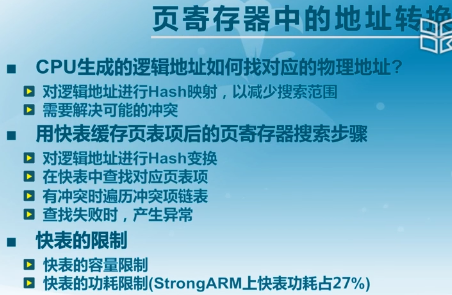 页寄存器中的地址转换
CPU生成的逻辑地址如何找对应的物理地址?
对逻辑地址进行Hash映射，以减少搜索范围
需要解决可能的冲突
用快表缓存页表项后的页寄存器搜索步骤
对逻辑地址进行Hash变换
在快表中查找对应页表项
有冲突时遍历冲突项链表
查找失败时，产生异常
快表的限制
快表的容量限制
快表的功耗限制(StrongARM上快表功耗占27%)